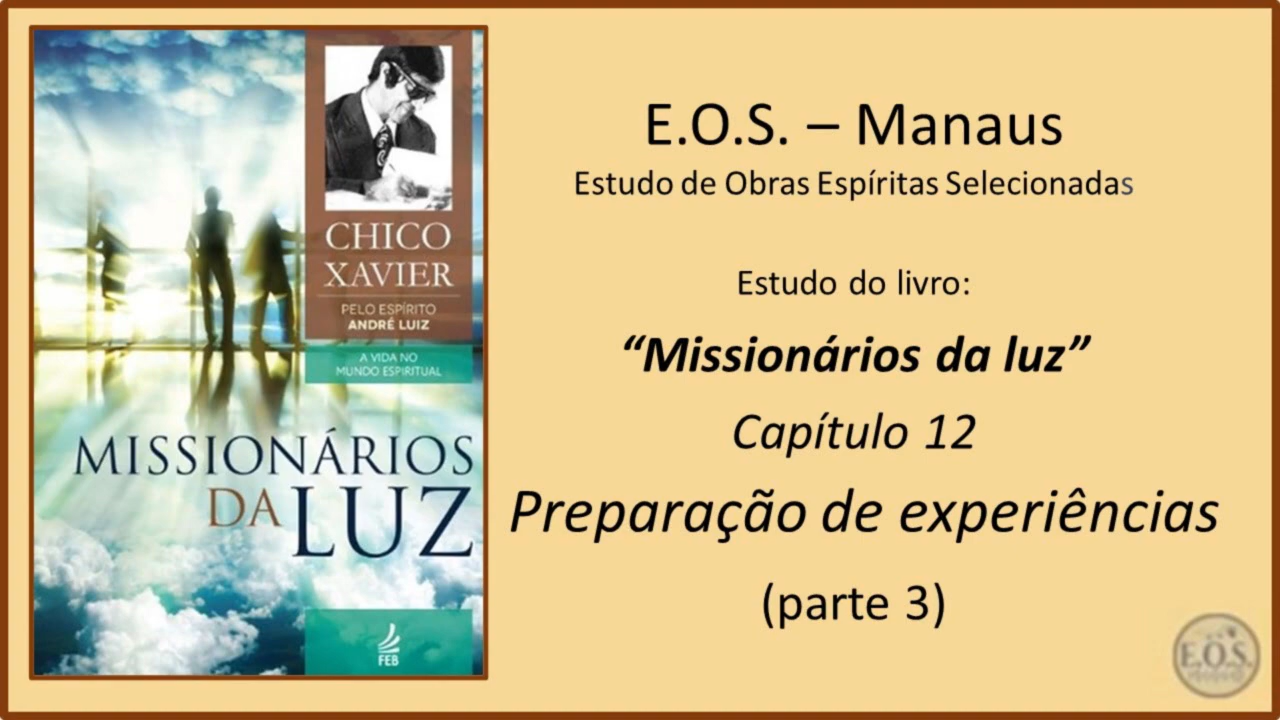 CHICO
XAVIER
PELO ESPÍRITO
ANDRÉ LUIZ
A VIDA NO
MUNDO ESPIRITUAL
MISSIONÁRIOS
DA LUZ
FEB
E.O.S. – Manaus
Estudo de Obras Espíritas Selecionadas
Estudo do livro:
“Missionários da luz”
Capítulo 12
Preparação de experiências
(parte 3)
E.O.S.